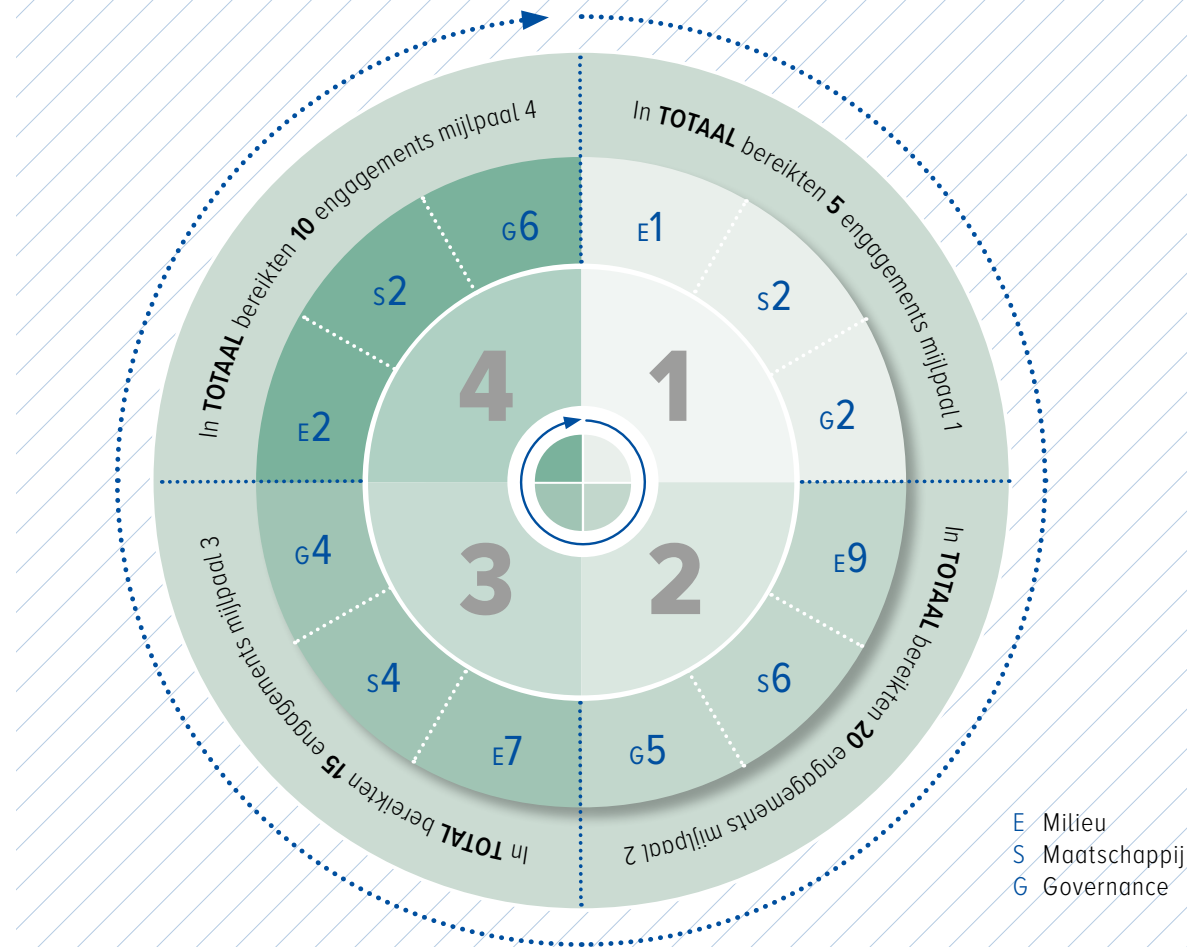 In TOTAAL bereikten 5 engagements mijlpaal 1
E1
S2
G2
1
In TOTAAL bereikten 20 engagements mijlpaal 2
E9
S6
G5
2
In TOTAL bereikten 15 engagements mijlpaal 3
E7
S4
G4
3
In TOTAAL bereikten 10 engagements mijlpaal 4
E2
S2
G6
4
E Milieu
S Maatschappij
G Governance